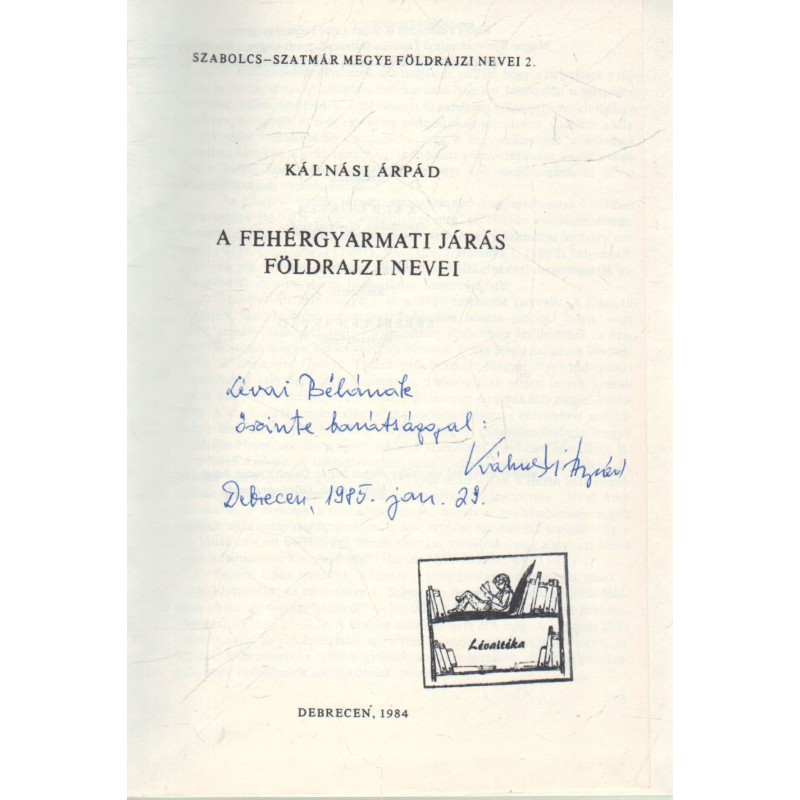 SZABOLCS–SZATMÁR MEGYE FÖLDRAJZI NEVEI 2.
KÁLNÁSI ÁRPÁD
A FEHÉRGYARMATI JÁRÁS
FÖLDRAJZI NEVEI
Lévai Bélának
őszinte barátsággal:
Kálnási Árpád
Debrecen, 1985. jan. 29.
Lévaitéka
DEBRECEN, 1984